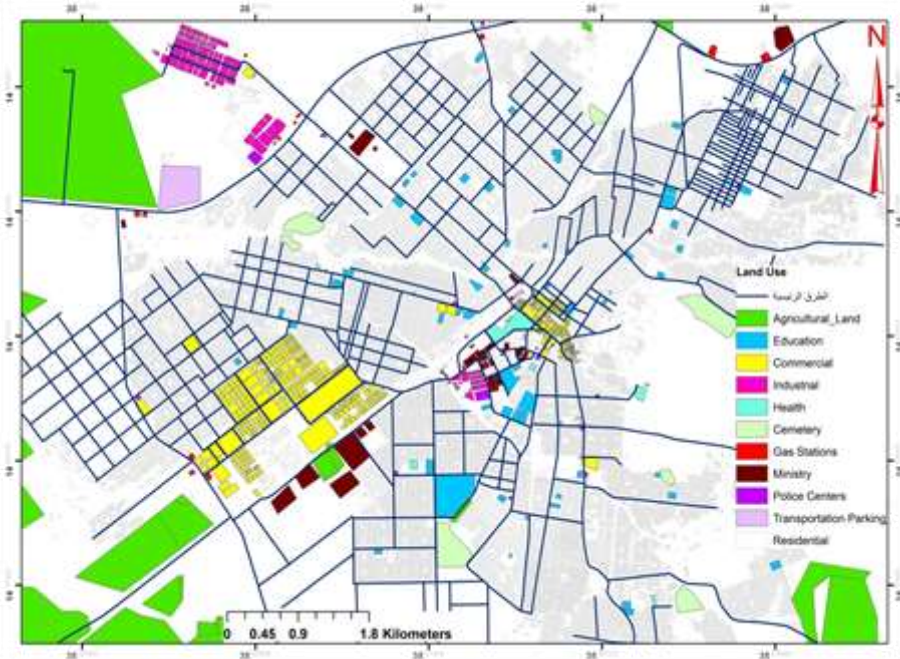 N
Land Use
الطرق الرئيسية
Agricultural_Land
Education
Commercial
Industrial
Health
Cemetery
Gas Stations
Ministry
Police Centers
Transportation Parking
Residential
0 0.45 0.9 1.8 Kilometers